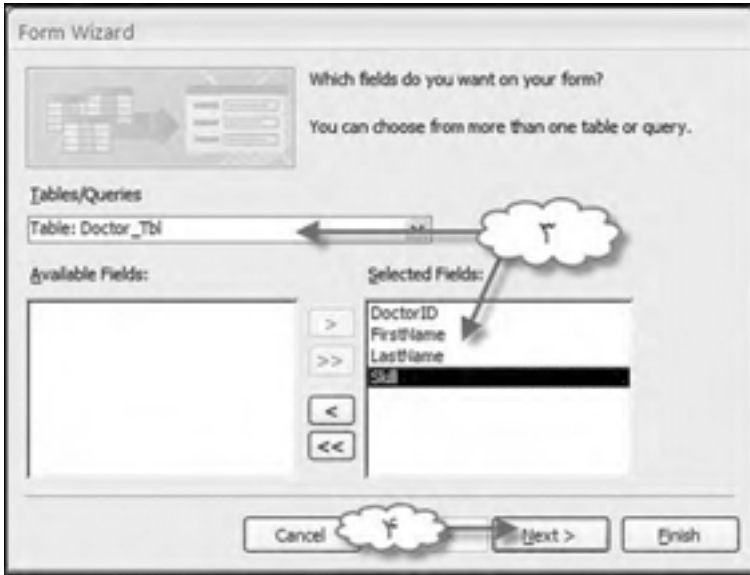 Form Wizard
Which fields do you want on your form?
You can choose from more than one table or query.
Tables/Queries
Table: Doctor_Tbl
۳
Available Fields:
Selected Fields:
>
>>
<
<<
DoctorID
FirstName
LastName
Skill
Cancel
۴
Next >
Finish